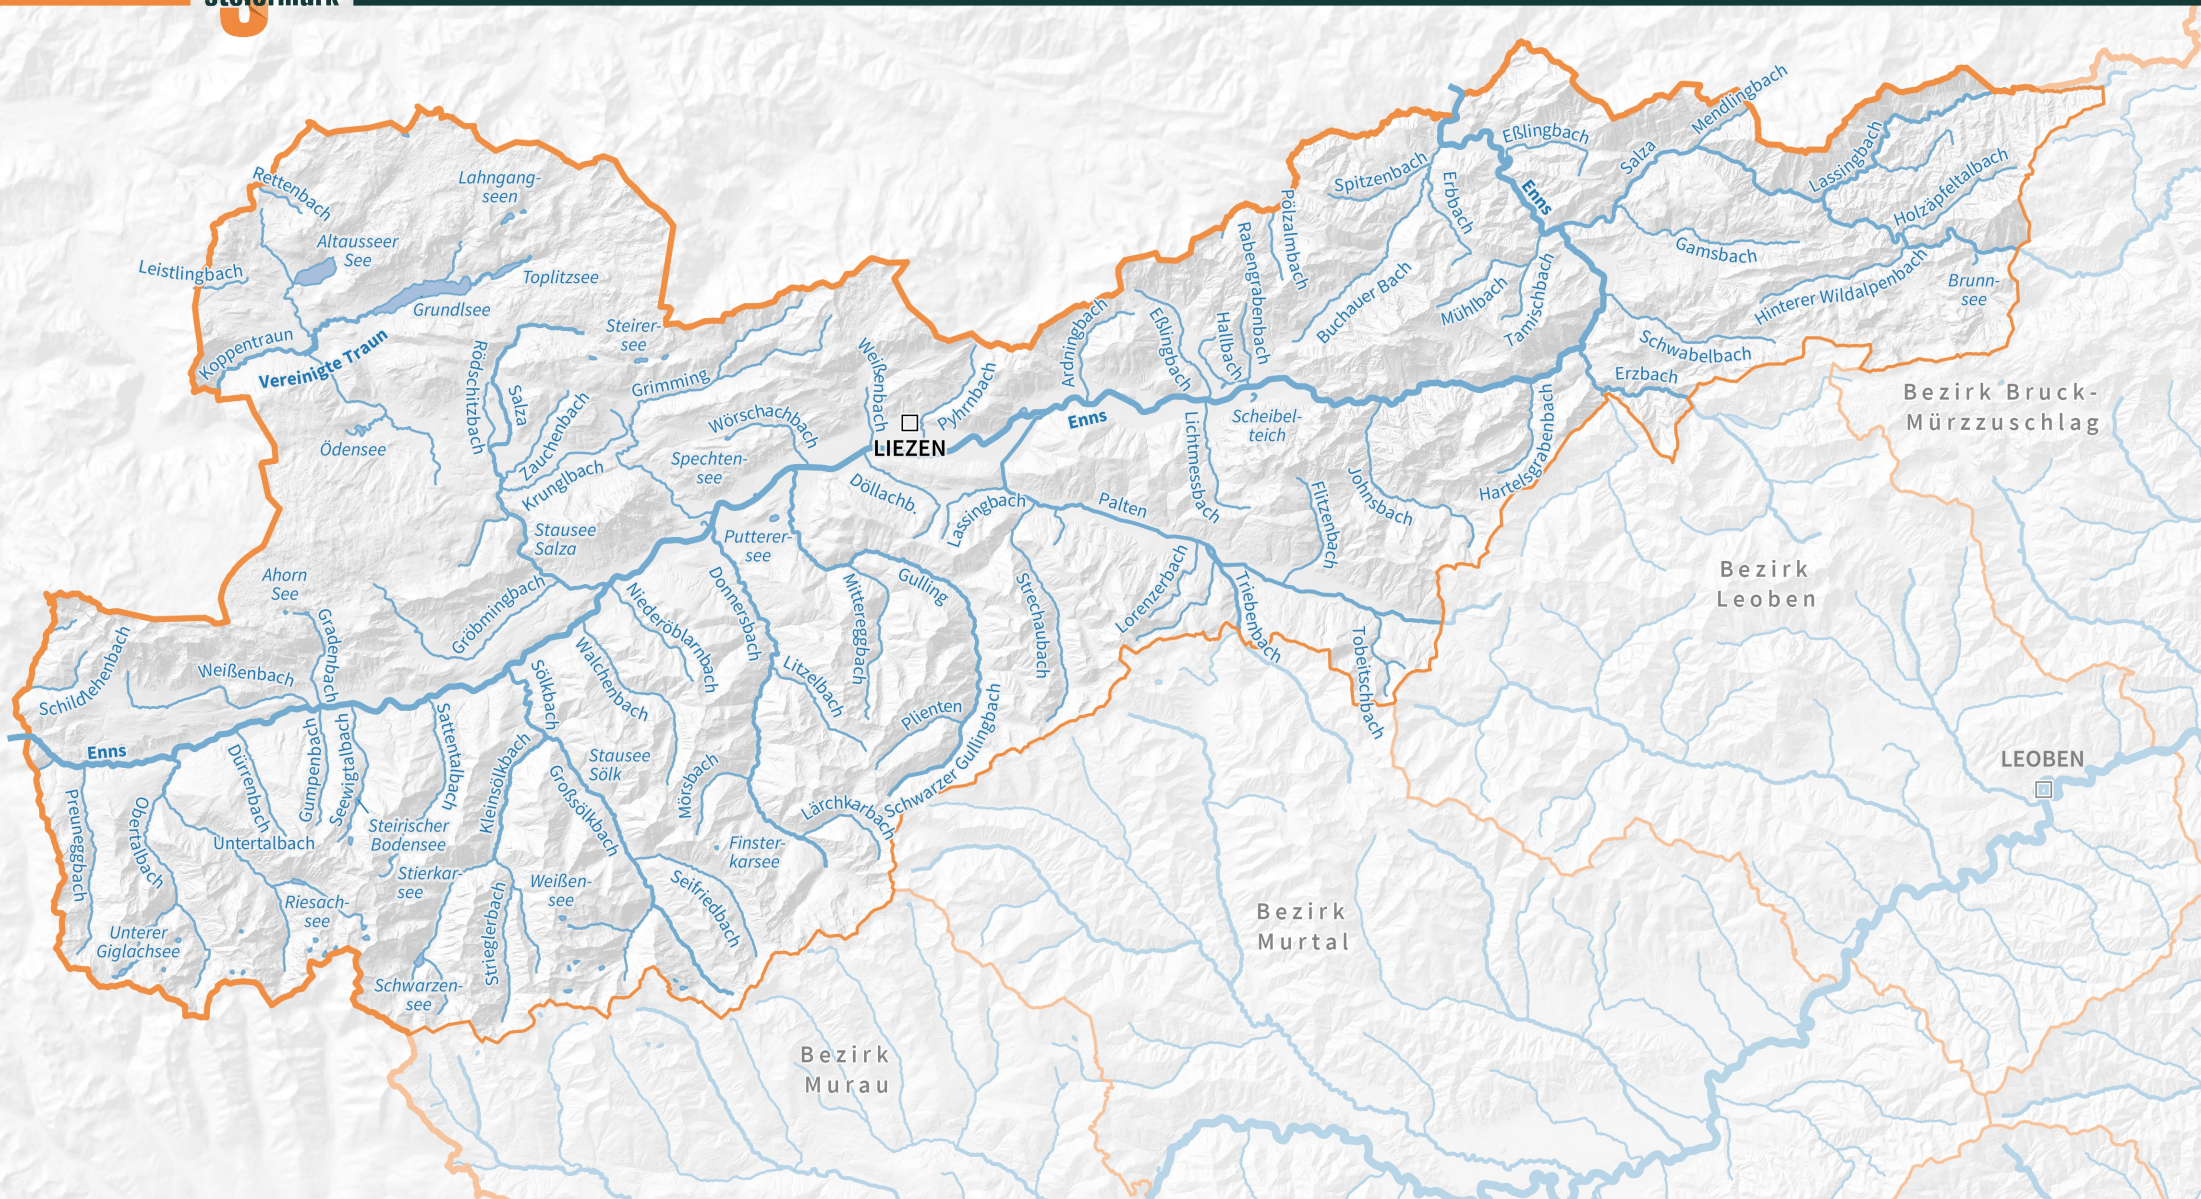 Steiermark
Mendlingbach
Eßlingbach
Salza
Lassingbach
Rettenbach
Lahngang-
seen
Spitzenbach
Erbbach
Enns
Holzäpfeltalbach
Altausseer
See
Pölzalmbach
Rabengrabenbach
Gamsbach
Leistlingbach
Toplitzsee
Buchauer Bach
Mühlbach
Tamischbach
Hinterer Wildalpenbach
Brunn-
see
Grundlsee
Steirer-
see
Ardningbach
Eßlingbach
Hallbach
Koppentraun
Vereinigte Traun
Rödschitzbach
Salza
Grimming
Weißenbach
Pyhrnbach
Schwabelbach
Erzbach
Bezirk Bruck-
Mürzzuschlag
Zauchenbach
Wörschachbach
LIEZEN
Enns
Scheibel-
teich
Lichtmessbach
Hartelsgrabenbach
Ödensee
Krunglbach
Spechten-
see
Döllachb.
Lassingbach
Palten
Flitzenbach
Johnsbach
Stausee
Salza
Putterer-
see
Ahorn
See
Gradenbach
Gröbmingbach
Niederöblarnbach
Donnersbach
Mittereggbach
Gulling
Strechaubach
Lorenzerbach
Triebenbach
Tobeitschbach
Bezirk
Leoben
Schildlehenbach
Weißenbach
Sölkbach
Walchenbach
Litzelbach
Plienten
Schwarzer Gullingbach
Enns
Dürrenbach
Gumpenbach
Seewigtalbach
Sattentalbach
Kleinsölkbach
Großsölkbach
Stausee
Sölk
Mörsbach
Lärchkarbach
LEOBEN
Preuneggbach
Obertalbach
Untertalbach
Steirischer
Bodensee
Stierkar-
see
Finster-
karsee
Weißen-
see
Seifriedbach
Riesach-
see
Strieglerbach
Unterer
Giglachsee
Schwarzen-
see
Bezirk
Murtal
Bezirk
Murau